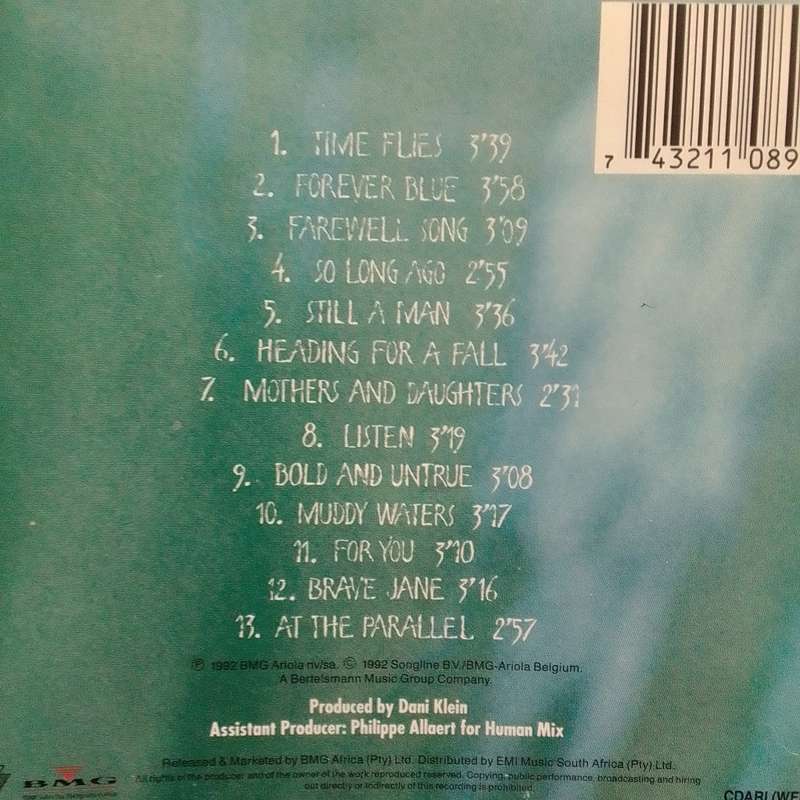 7 43211 089
1. TIME FLIES 3'39
2. FOREVER BLUE 3'58
3. FAREWELL SONG 3'09
4. SO LONG AGO 2'55
5. STILL A MAN 3'36
6. HEADING FOR A FALL 3'42
7. MOTHERS AND DAUGHTERS 2'31
8. LISTEN 3'19
9. BOLD AND UNTRUE 3'08
10. MUDDY WATERS 3'17
11. FOR YOU 3'10
12. BRAVE JANE 3'16
13. AT THE PARALLEL 2'57
℗ 1992 BMG Ariola nv/sa. © 1992 Songline B.V./BMG-Ariola Belgium.
A Bertelsmann Music Group Company.
Produced by Dani Klein
Assistant Producer: Philippe Allaert for Human Mix
Released & Marketed by BMG Africa (Pty) Ltd. Distributed by EMI Music South Africa (Pty) Ltd.
BMG
All rights of the producer, and of the owner of the work reproduced reserved. Copying, public performance, broadcasting and hiring
out directly or indirectly of this recording is prohibited
CDARI (WE